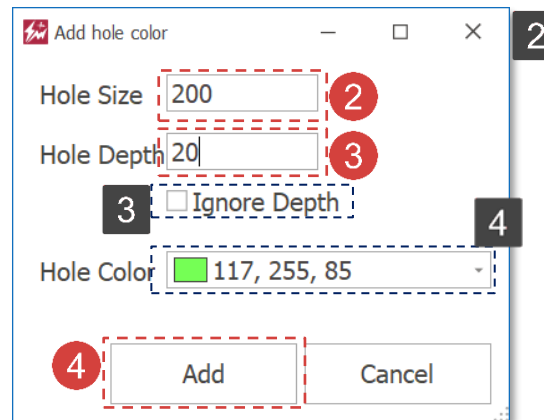 Add hole color
2
Hole Size 200 2
Hole Depth 20 3
3 Ignore Depth
4
Hole Color 117, 255, 85
4 Add Cancel